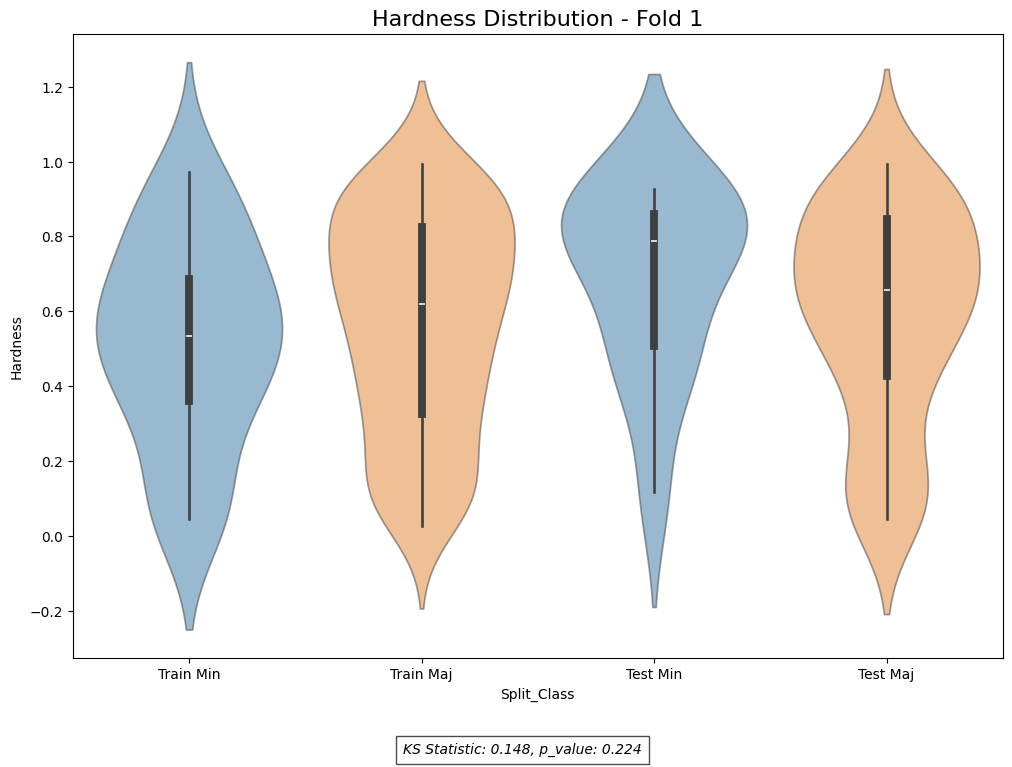 Hardness Distribution - Fold 1
Hardness
1.2
1.0
0.8
0.6
0.4
0.2
0.0
−0.2
Train Min
Train Maj
Test Min
Test Maj
Split_Class
KS Statistic: 0.148, p_value: 0.224